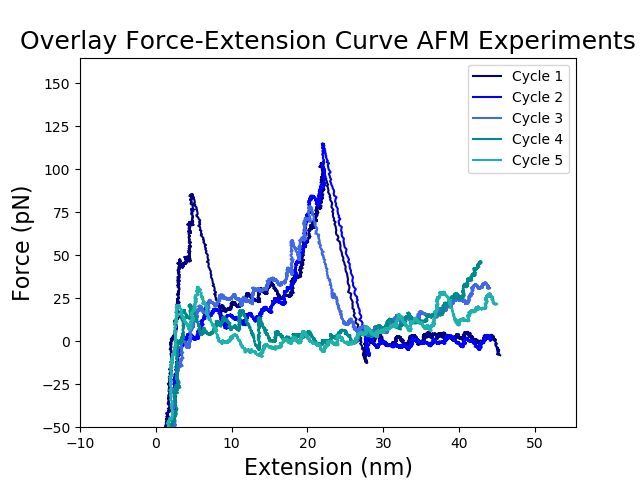 Overlay Force-Extension Curve AFM Experiments
Force (pN)
150
125
100
75
50
25
0
−25
−50
Cycle 1
Cycle 2
Cycle 3
Cycle 4
Cycle 5
−10
0
10
20
30
40
50
Extension (nm)